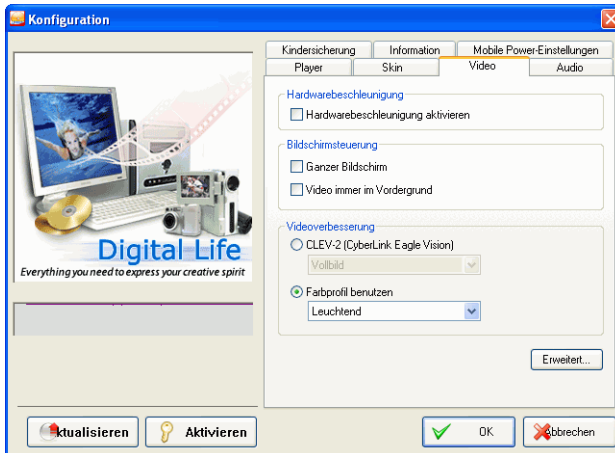 Konfiguration
Kindersicherung Information Mobile Power-Einstellungen
Player Skin Video Audio
Digital Life
Everything you need to express your creative spirit
Hardwarebeschleunigung
Hardwarebeschleunigung aktivieren
Bildschirmsteuerung
Ganzer Bildschirm
Video immer im Vordergrund
Videoverbesserung
CLEV-2 (CyberLink Eagle Vision)
Vollbild
Farbprofil benutzen
Leuchtend
Erweitert...
Aktualisieren Aktivieren OK Abbrechen